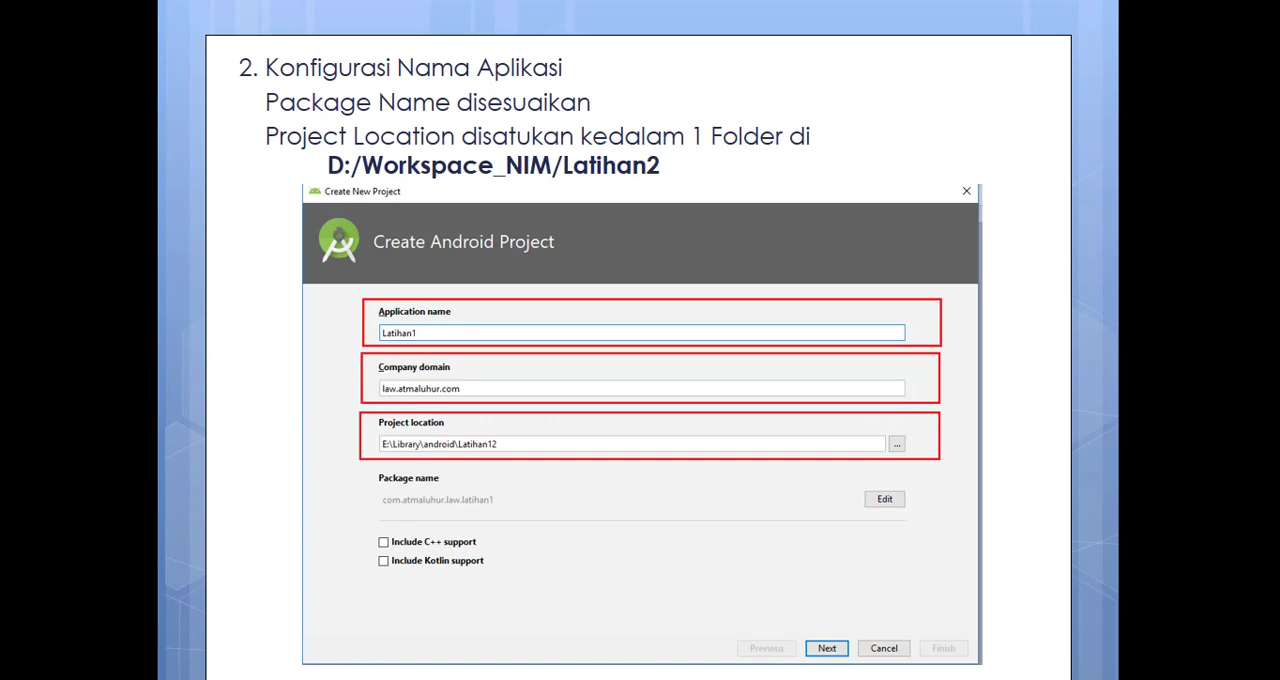 2. Konfigurasi Nama Aplikasi
Package Name disesuaikan
Project Location disatukan kedalam 1 Folder di
D:/Workspace_NIM/Latihan2
Create New Project
Create Android Project
Application name
Latihan1
Company domain
law.atmaluhur.com
Project location
E:\Library\android\Latihan12
...
Package name
com.atmaluhur.law.latihan1
Edit
Include C++ support
Include Kotlin support
Previous Next Cancel Finish